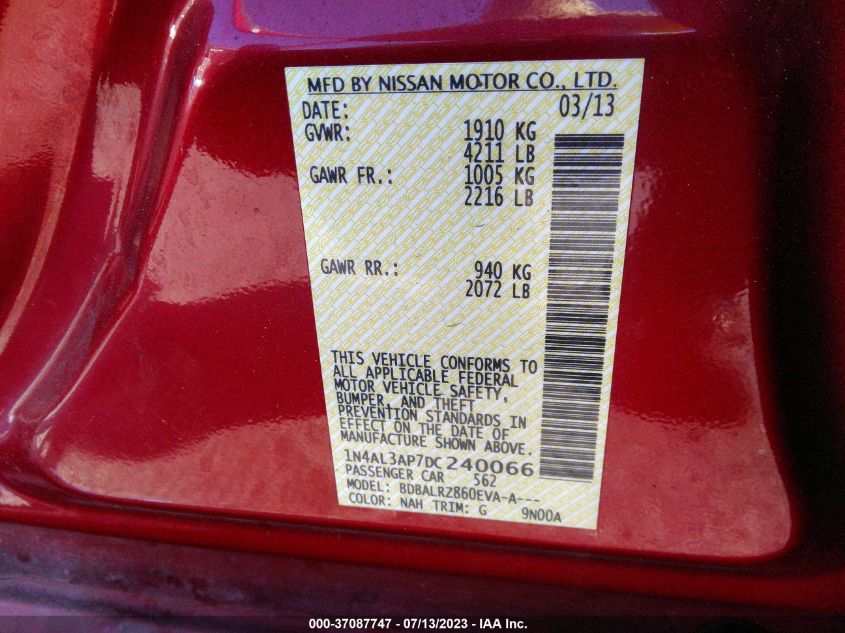 MFD BY NISSAN MOTOR CO., LTD.
DATE: 03/13
GVWR: 1910 KG
4211 LB
GAWR FR.: 1005 KG
2216 LB
GAWR RR.: 940 KG
2072 LB
THIS VEHICLE CONFORMS TO
ALL APPLICABLE FEDERAL
MOTOR VEHICLE SAFETY,
BUMPER, AND THEFT
PREVENTION STANDARDS IN
EFFECT ON THE DATE OF
MANUFACTURE SHOWN ABOVE.
1N4AL3AP7DC240066
PASSENGER CAR 562
MODEL: BDBALRZ860EVA-A---
COLOR: NAH TRIM: G 9N00A
000-37087747 - 07/13/2023 - IAA Inc.